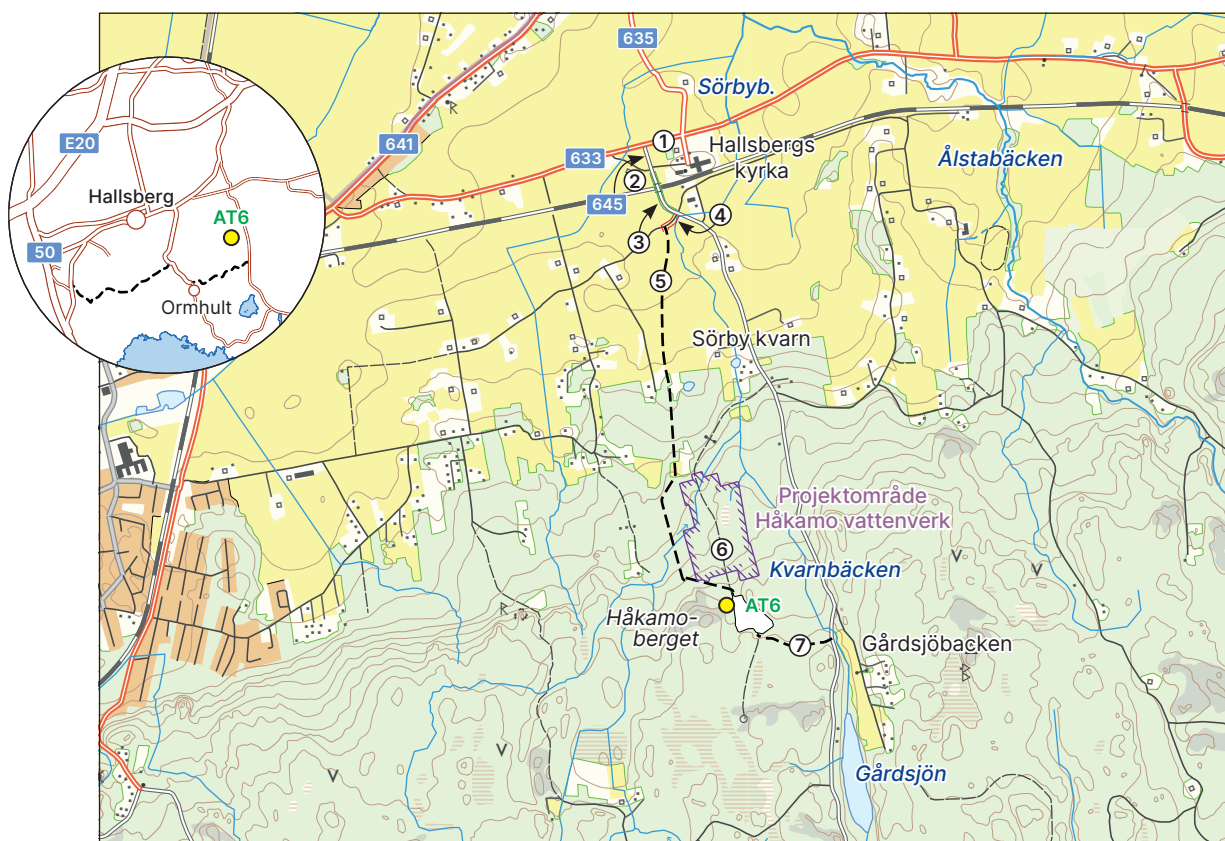 635
Sörbyb.
641
1
633
Hallsbergs
kyrka
Ålstabäcken
E20
2
Hallsberg
645
4
AT6
50
3
5
Ormhult
Sörby kvarn
Projektområde
Håkamo vattenverk
6
Kvarnbäcken
AT6
Håkamo-
berget
7
Gårdsjöbacken
Gårdsjön